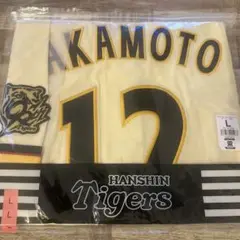 AKAMOTO
12
L
HANSHIN
Tigers
L